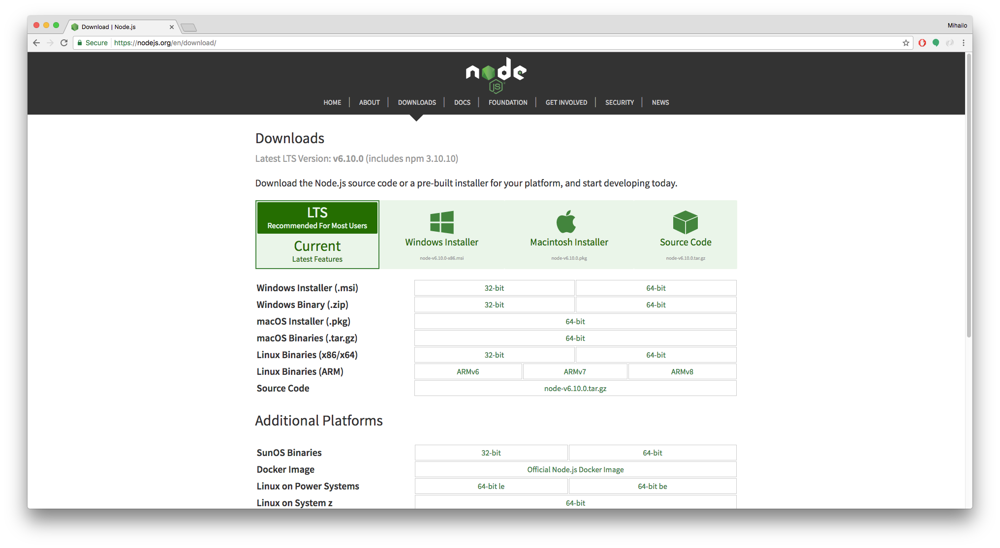 Download | Node.js
Mihailo
Secure https://nodejs.org/en/download/
node
JS
HOME ABOUT DOWNLOADS DOCS FOUNDATION GET INVOLVED SECURITY NEWS
Downloads
Latest LTS Version: v6.10.0 (includes npm 3.10.10)
Download the Node.js source code or a pre-built installer for your platform, and start developing today.
LTS
Recommended For Most Users
Current
Latest Features
Windows Installer
node-v6.10.0-x86.msi
Macintosh Installer
node-v6.10.0.pkg
Source Code
node-v6.10.0.tar.gz
Windows Installer (.msi) 32-bit 64-bit
Windows Binary (.zip) 32-bit 64-bit
macOS Installer (.pkg) 64-bit
macOS Binaries (.tar.gz) 64-bit
Linux Binaries (x86/x64) 32-bit 64-bit
Linux Binaries (ARM) ARMv6 ARMv7 ARMv8
Source Code node-v6.10.0.tar.gz
Additional Platforms
SunOS Binaries 32-bit 64-bit
Docker Image Official Node.js Docker Image
Linux on Power Systems 64-bit le 64-bit be
Linux on System z 64-bit